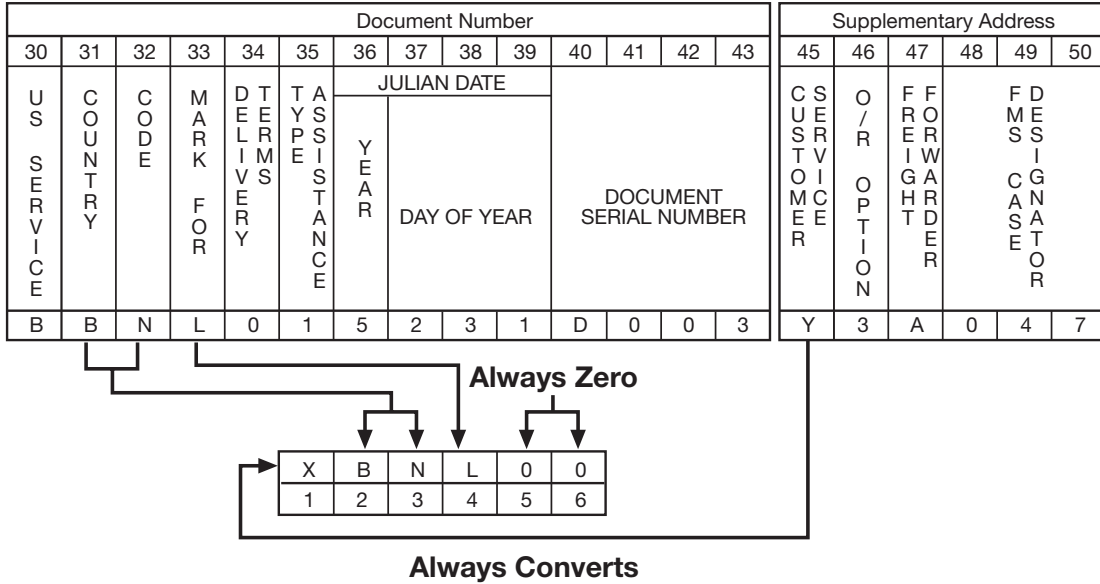 Document Number
Supplementary Address
30 31 32 33 34 35 36 37 38 39 40 41 42 43 45 46 47 48 49 50
US SERVICE
COUNTRY
CODE
MARK FOR
DELIVERY
TERMS
TYPE
ASSISTANCE
JULIAN DATE
YEAR
DAY OF YEAR
DOCUMENT
SERIAL NUMBER
CUSTOMER
SERVICE
O/R OPTION
FREIGHT
FORWARDER
FMS CASE
DESIGNATOR
B B N L 0 1 5 2 3 1 D 0 0 3 Y 3 A 0 4 7
Always Zero
X B N L 0 0
1 2 3 4 5 6
Always Converts